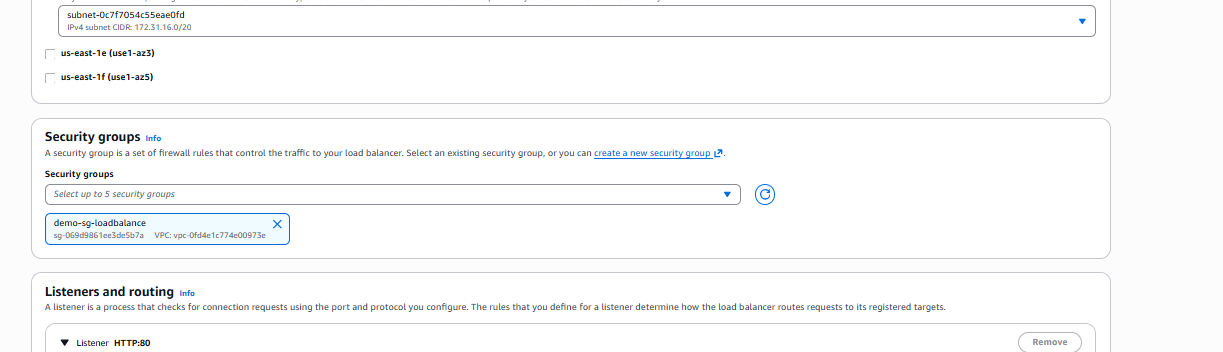 subnet-0c7f7054c55eae0fd
IPv4 subnet CIDR: 172.31.16.0/20
us-east-1e (use1-az3)
us-east-1f (use1-az5)
Security groups Info
A security group is a set of firewall rules that control the traffic to your load balancer. Select an existing security group, or you can create a new security group.
Security groups
Select up to 5 security groups
demo-sg-loadbalance
sg-069d9861ee3de5b7a VPC: vpc-0fd4e1c774e00973e
Listeners and routing Info
A listener is a process that checks for connection requests using the port and protocol you configure. The rules that you define for a listener determine how the load balancer routes requests to its registered targets.
Listener HTTP:80
Remove